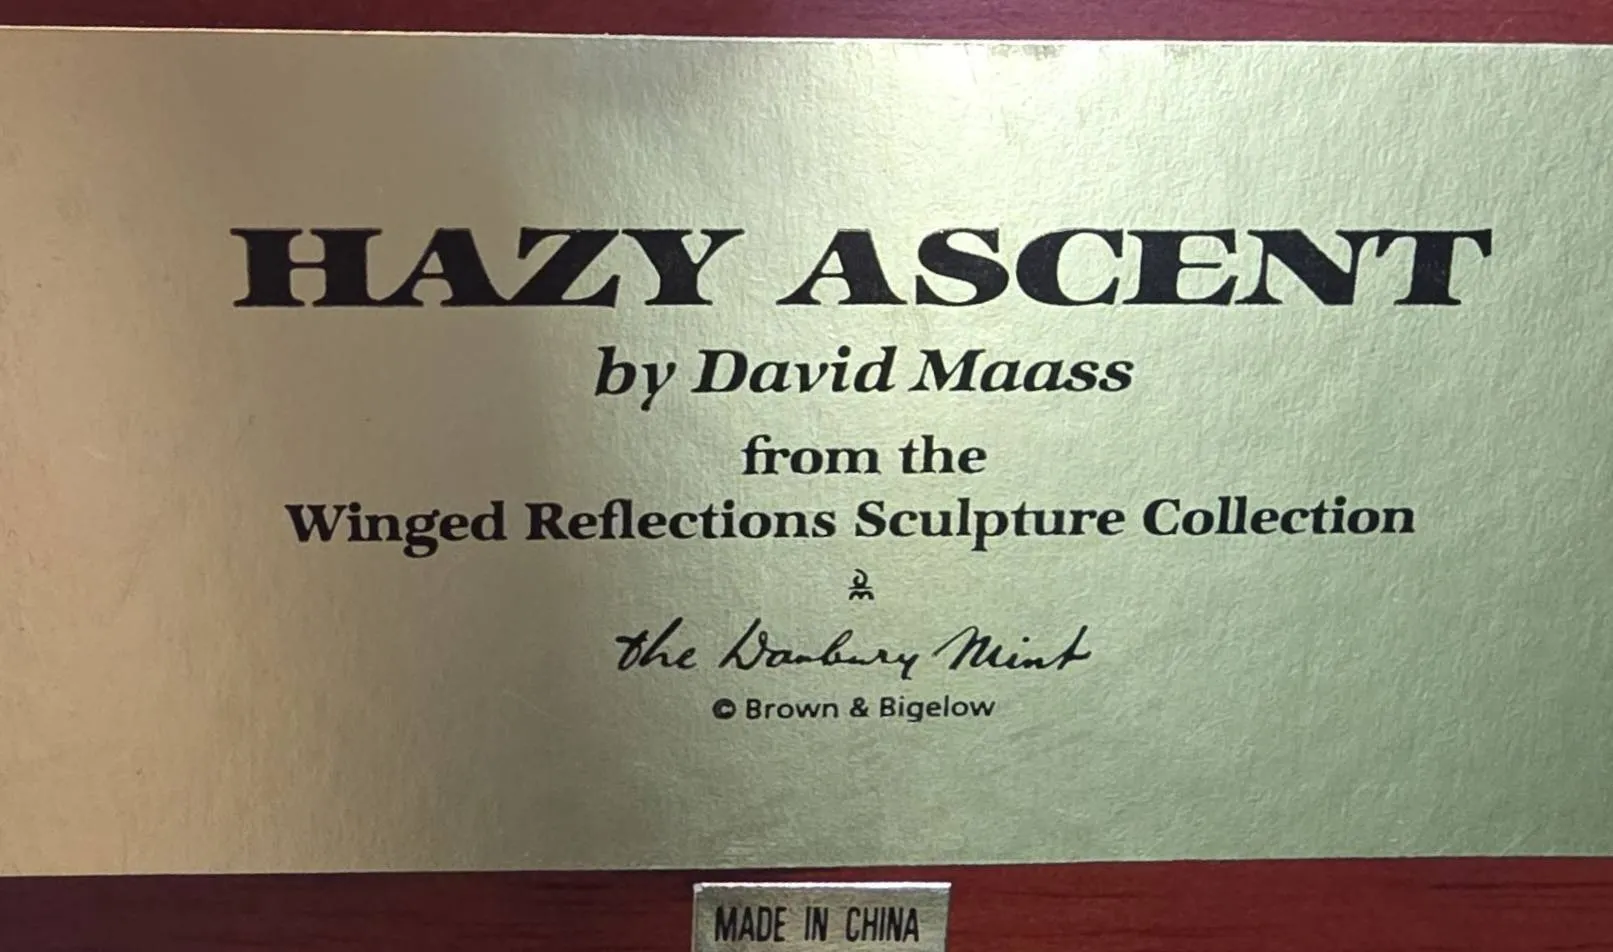 HAZY ASCENT
by David Maass
from the
Winged Reflections Sculpture Collection
DM
the Danbury Mint
© Brown & Bigelow
MADE IN CHINA